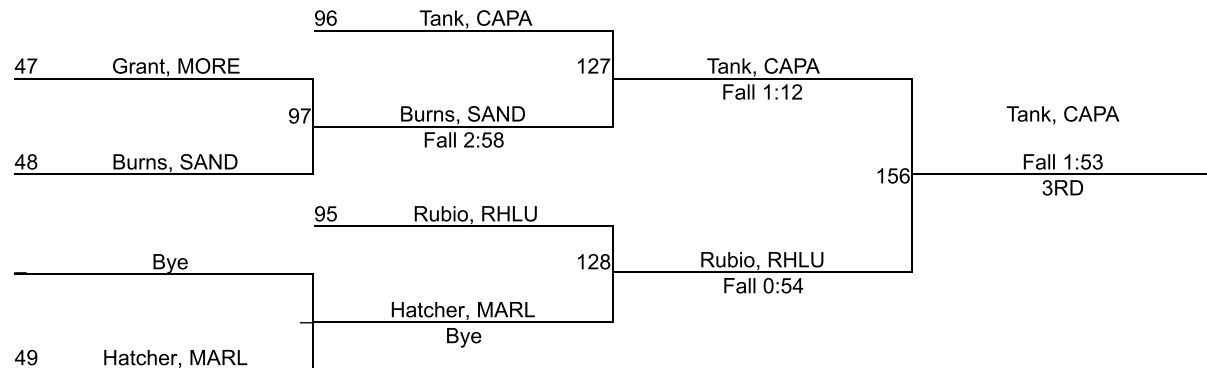 96 Tank, CAPA
47 Grant, MORE
127 Tank, CAPA
Fall 1:12
97 Burns, SAND
Fall 2:58
Tank, CAPA
48 Burns, SAND
Fall 1:53
156
3RD
95 Rubio, RHLU
Bye
128 Rubio, RHLU
Fall 0:54
Hatcher, MARL
Bye
49 Hatcher, MARL